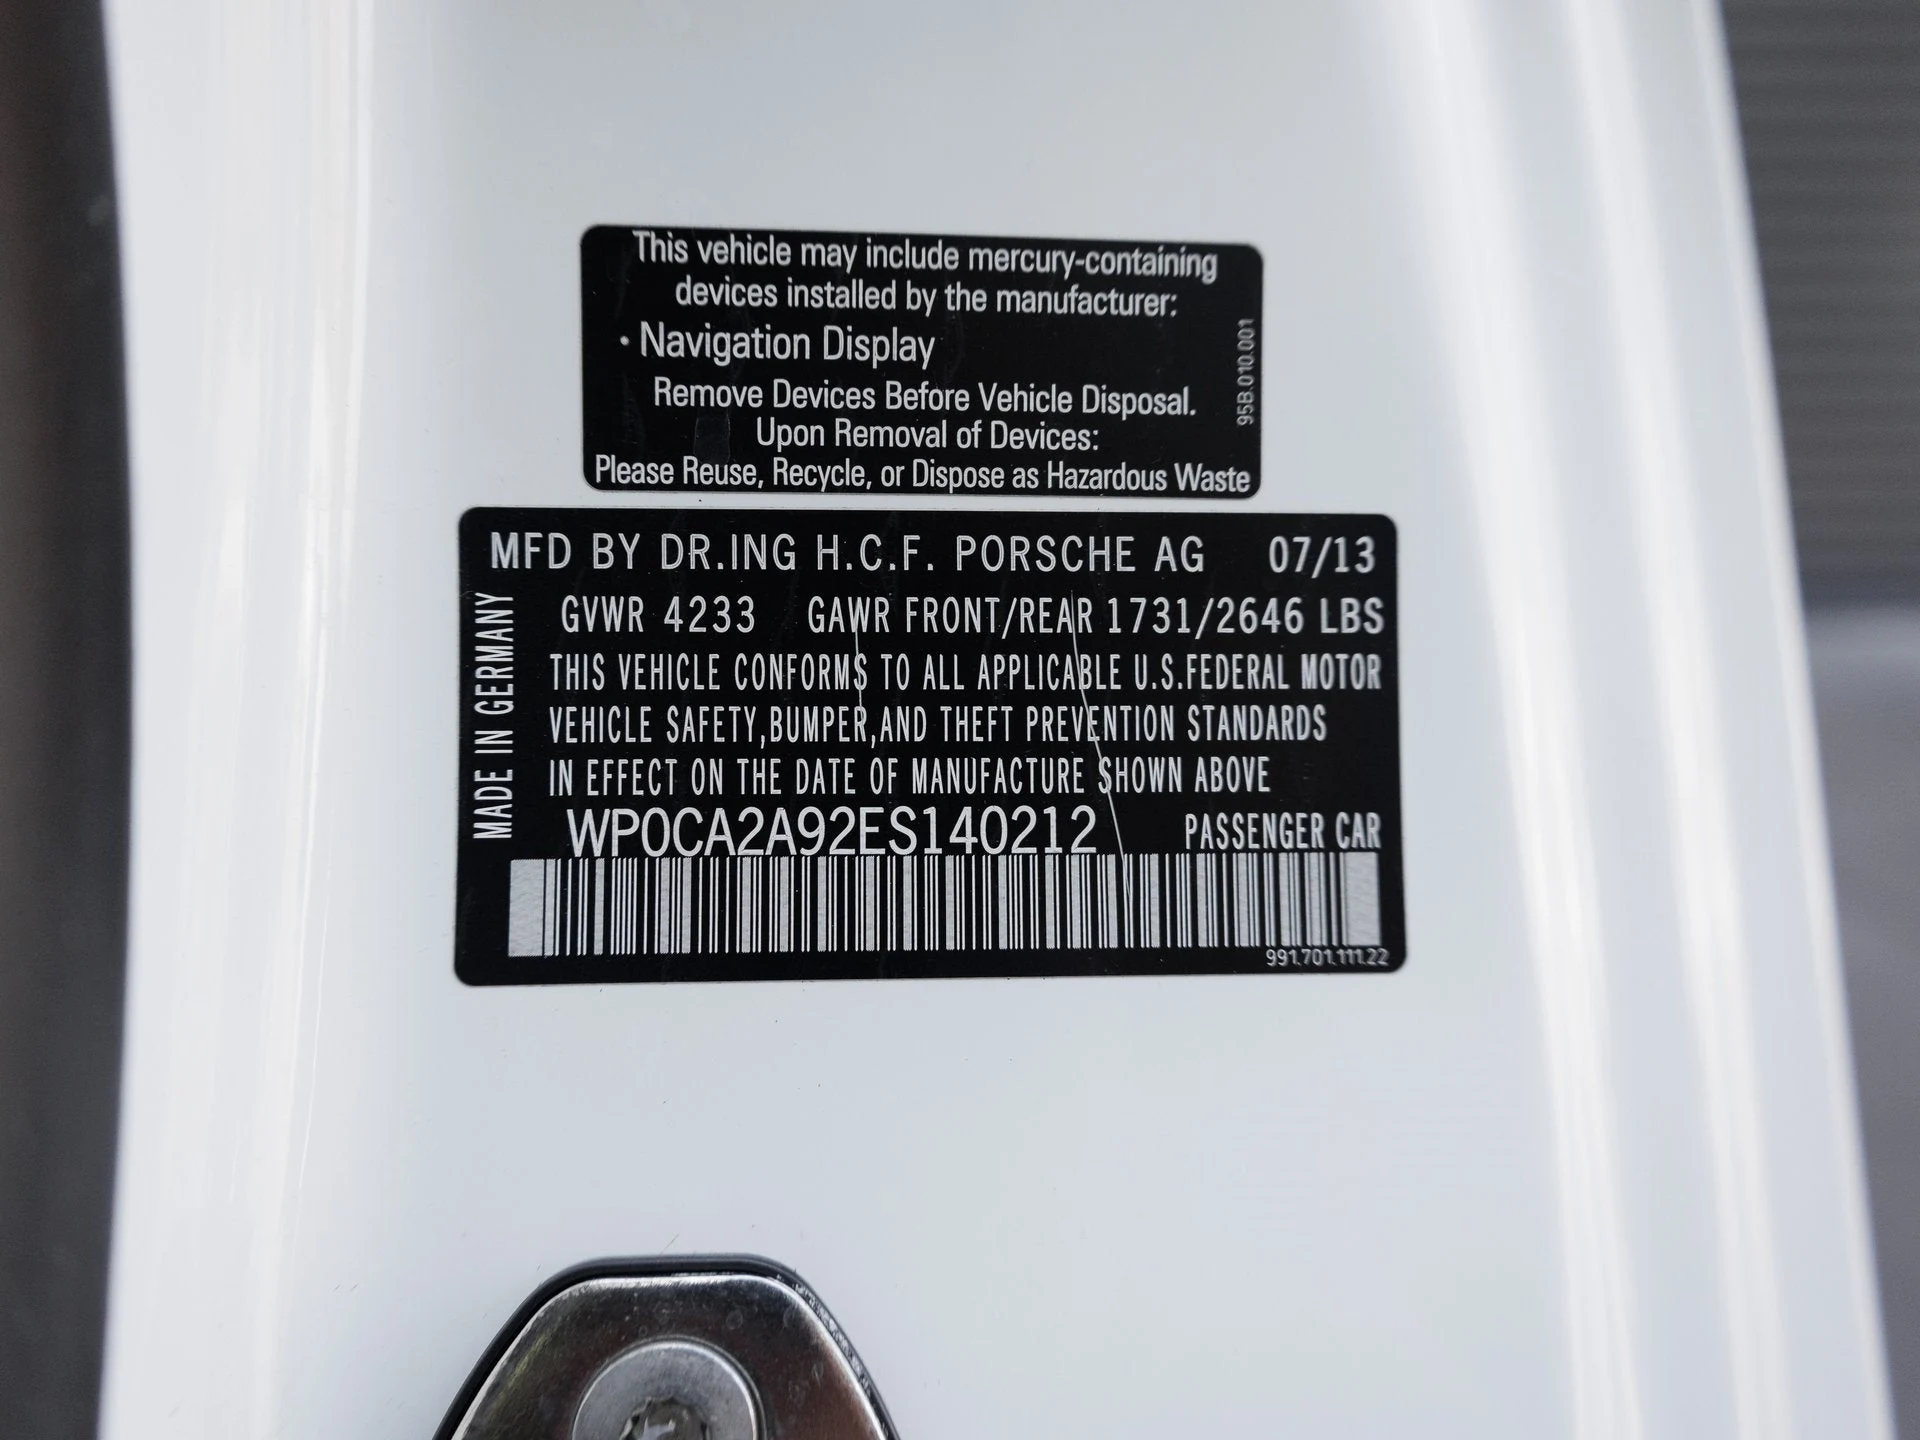 This vehicle may include mercury-containing
devices installed by the manufacturer:
· Navigation Display
Remove Devices Before Vehicle Disposal.
Upon Removal of Devices:
Please Reuse, Recycle, or Dispose as Hazardous Waste
95B.010.001
MFD BY DR.ING H.C.F. PORSCHE AG 07/13
GVWR 4233 GAWR FRONT/REAR 1731/2646 LBS
THIS VEHICLE CONFORMS TO ALL APPLICABLE U.S.FEDERAL MOTOR
VEHICLE SAFETY,BUMPER,AND THEFT PREVENTION STANDARDS
IN EFFECT ON THE DATE OF MANUFACTURE SHOWN ABOVE
WP0CA2A92ES140212 PASSENGER CAR
MADE IN GERMANY
991.701.111.22